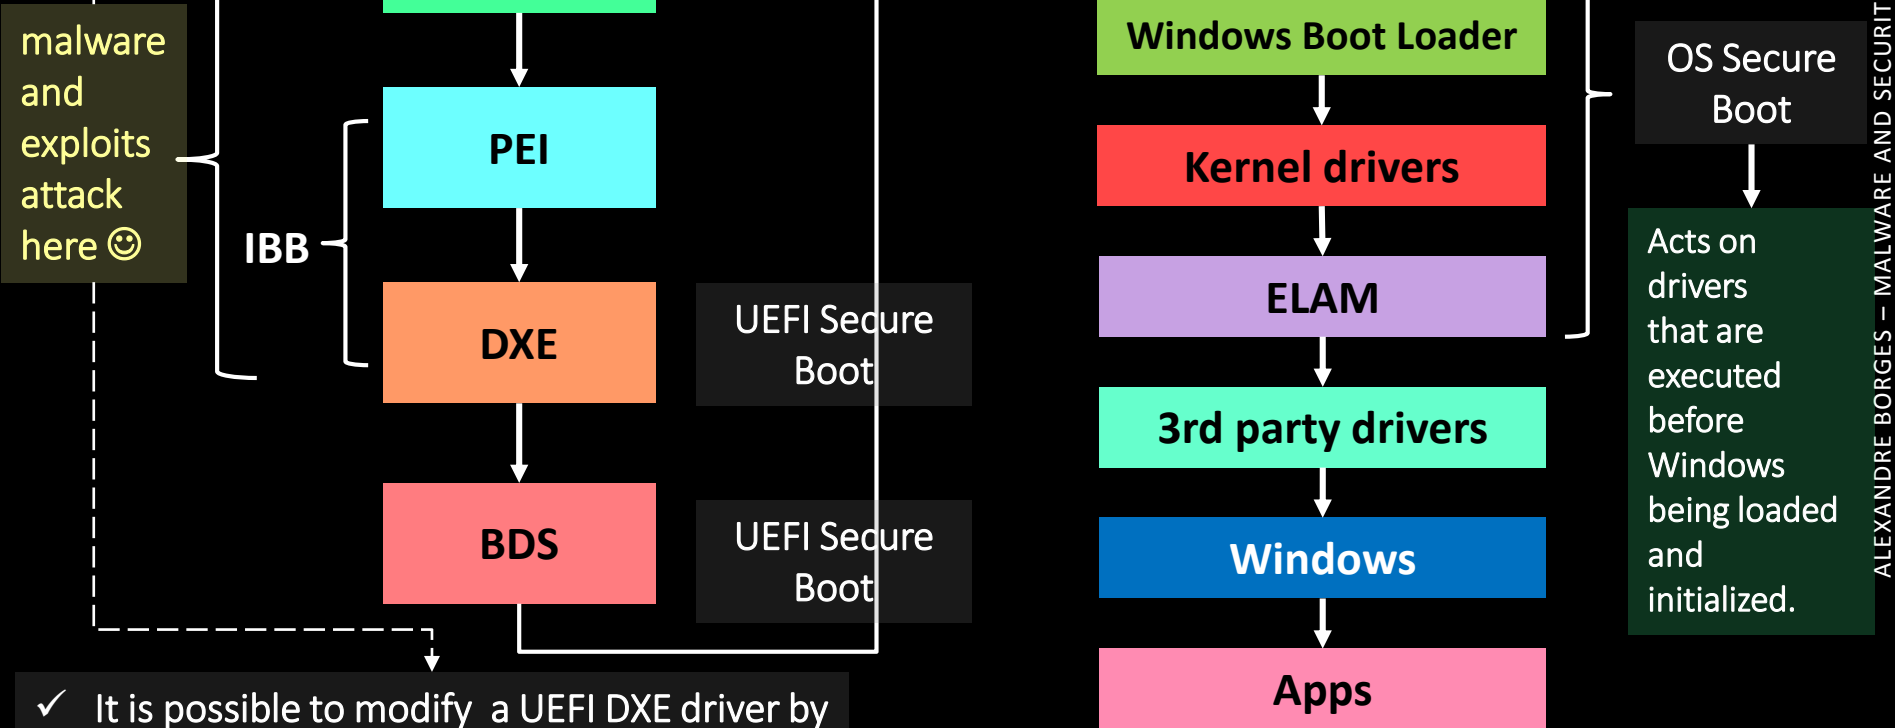 malware
and
exploits
attack
here ☺
PEI
IBB
DXE
UEFI Secure
Boot
BDS
UEFI Secure
Boot
✓ It is possible to modify a UEFI DXE driver by
Windows Boot Loader
Kernel drivers
ELAM
3rd party drivers
Windows
Apps
OS Secure
Boot
Acts on
drivers
that are
executed
before
Windows
being loaded
and
initialized.
ALEXANDRE BORGES – MALWARE AND SECURIT